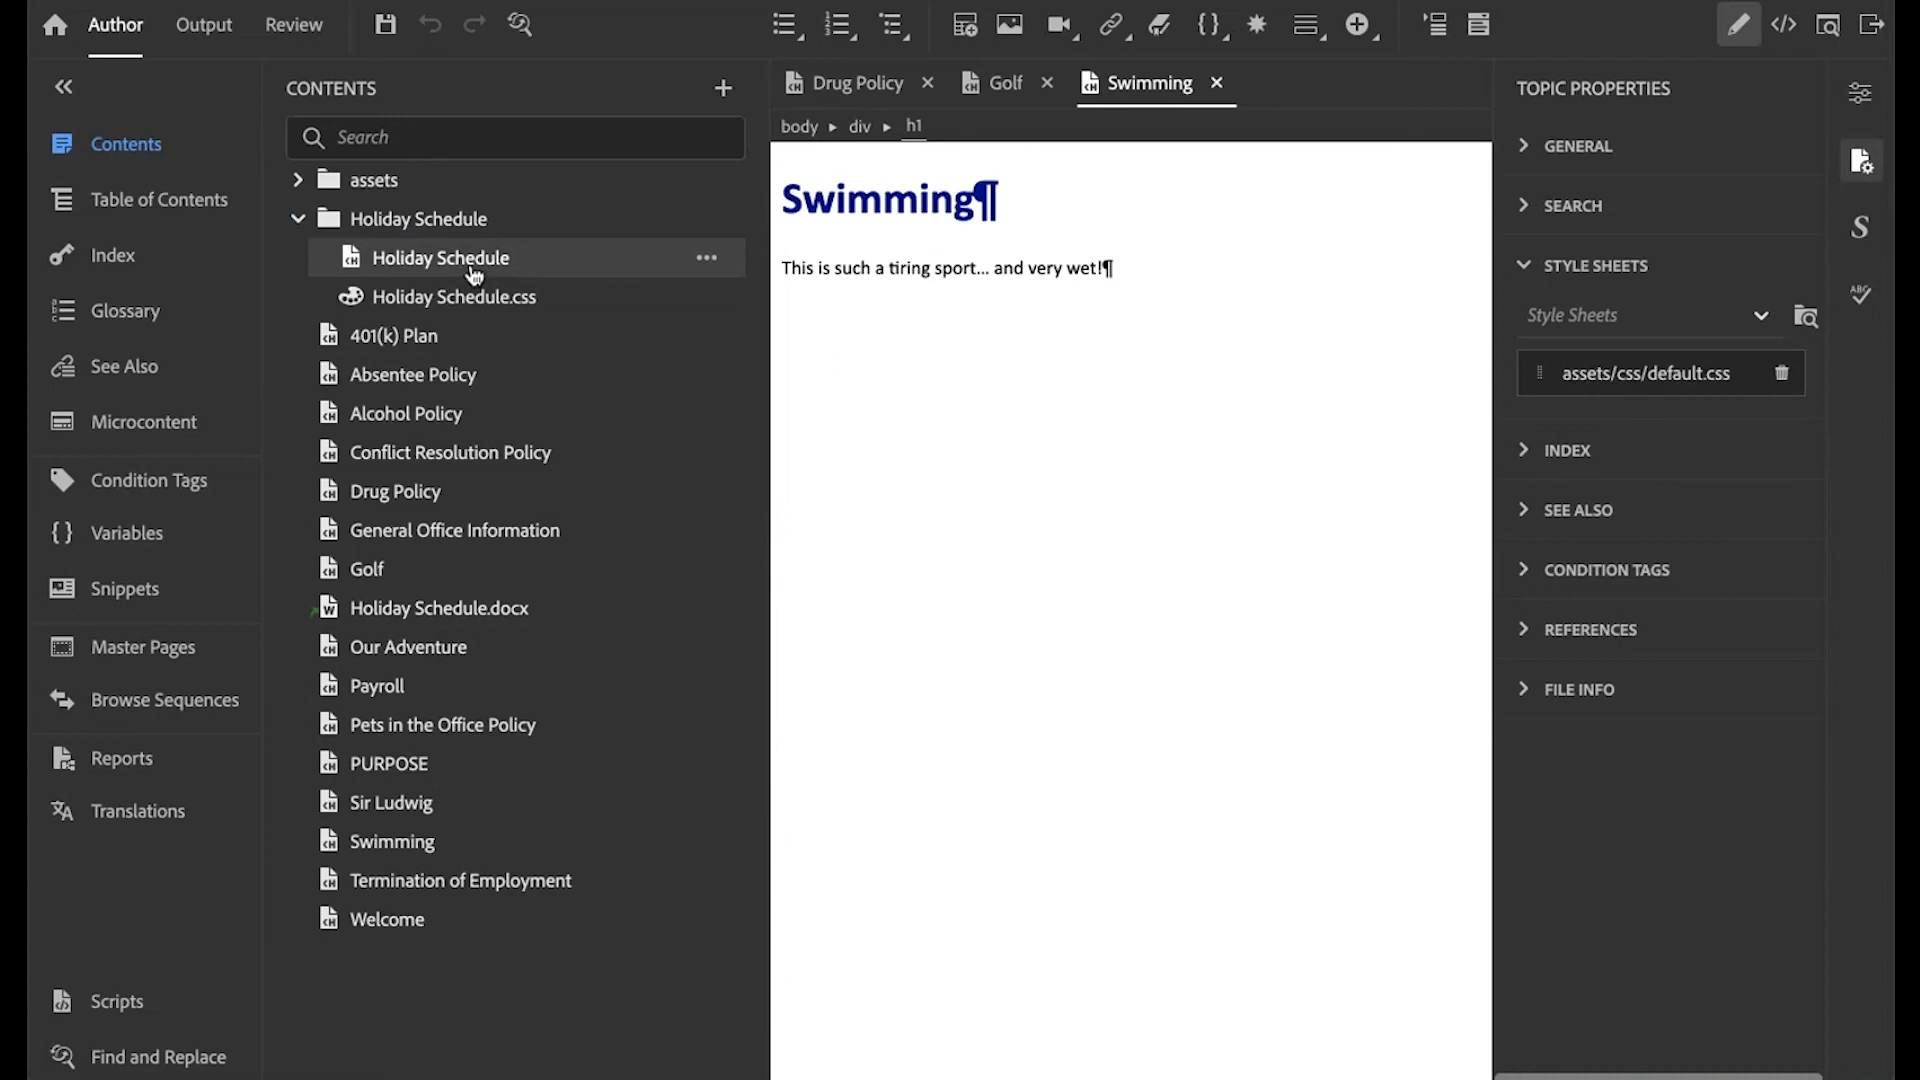 Author Output Review
CONTENTS
Search
Contents
Table of Contents
Index
Glossary
See Also
Microcontent
Condition Tags
Variables
Snippets
Master Pages
Browse Sequences
Reports
Translations
Scripts
Find and Replace
assets
Holiday Schedule
Holiday Schedule
Holiday Schedule.css
401(k) Plan
Absentee Policy
Alcohol Policy
Conflict Resolution Policy
Drug Policy
General Office Information
Golf
Holiday Schedule.docx
Our Adventure
Payroll
Pets in the Office Policy
PURPOSE
Sir Ludwig
Swimming
Termination of Employment
Welcome
Drug Policy Golf Swimming
body div h1
Swimming¶
This is such a tiring sport... and very wet!¶
TOPIC PROPERTIES
GENERAL
SEARCH
STYLE SHEETS
Style Sheets
assets/css/default.css
INDEX
SEE ALSO
CONDITION TAGS
REFERENCES
FILE INFO
S
ABC